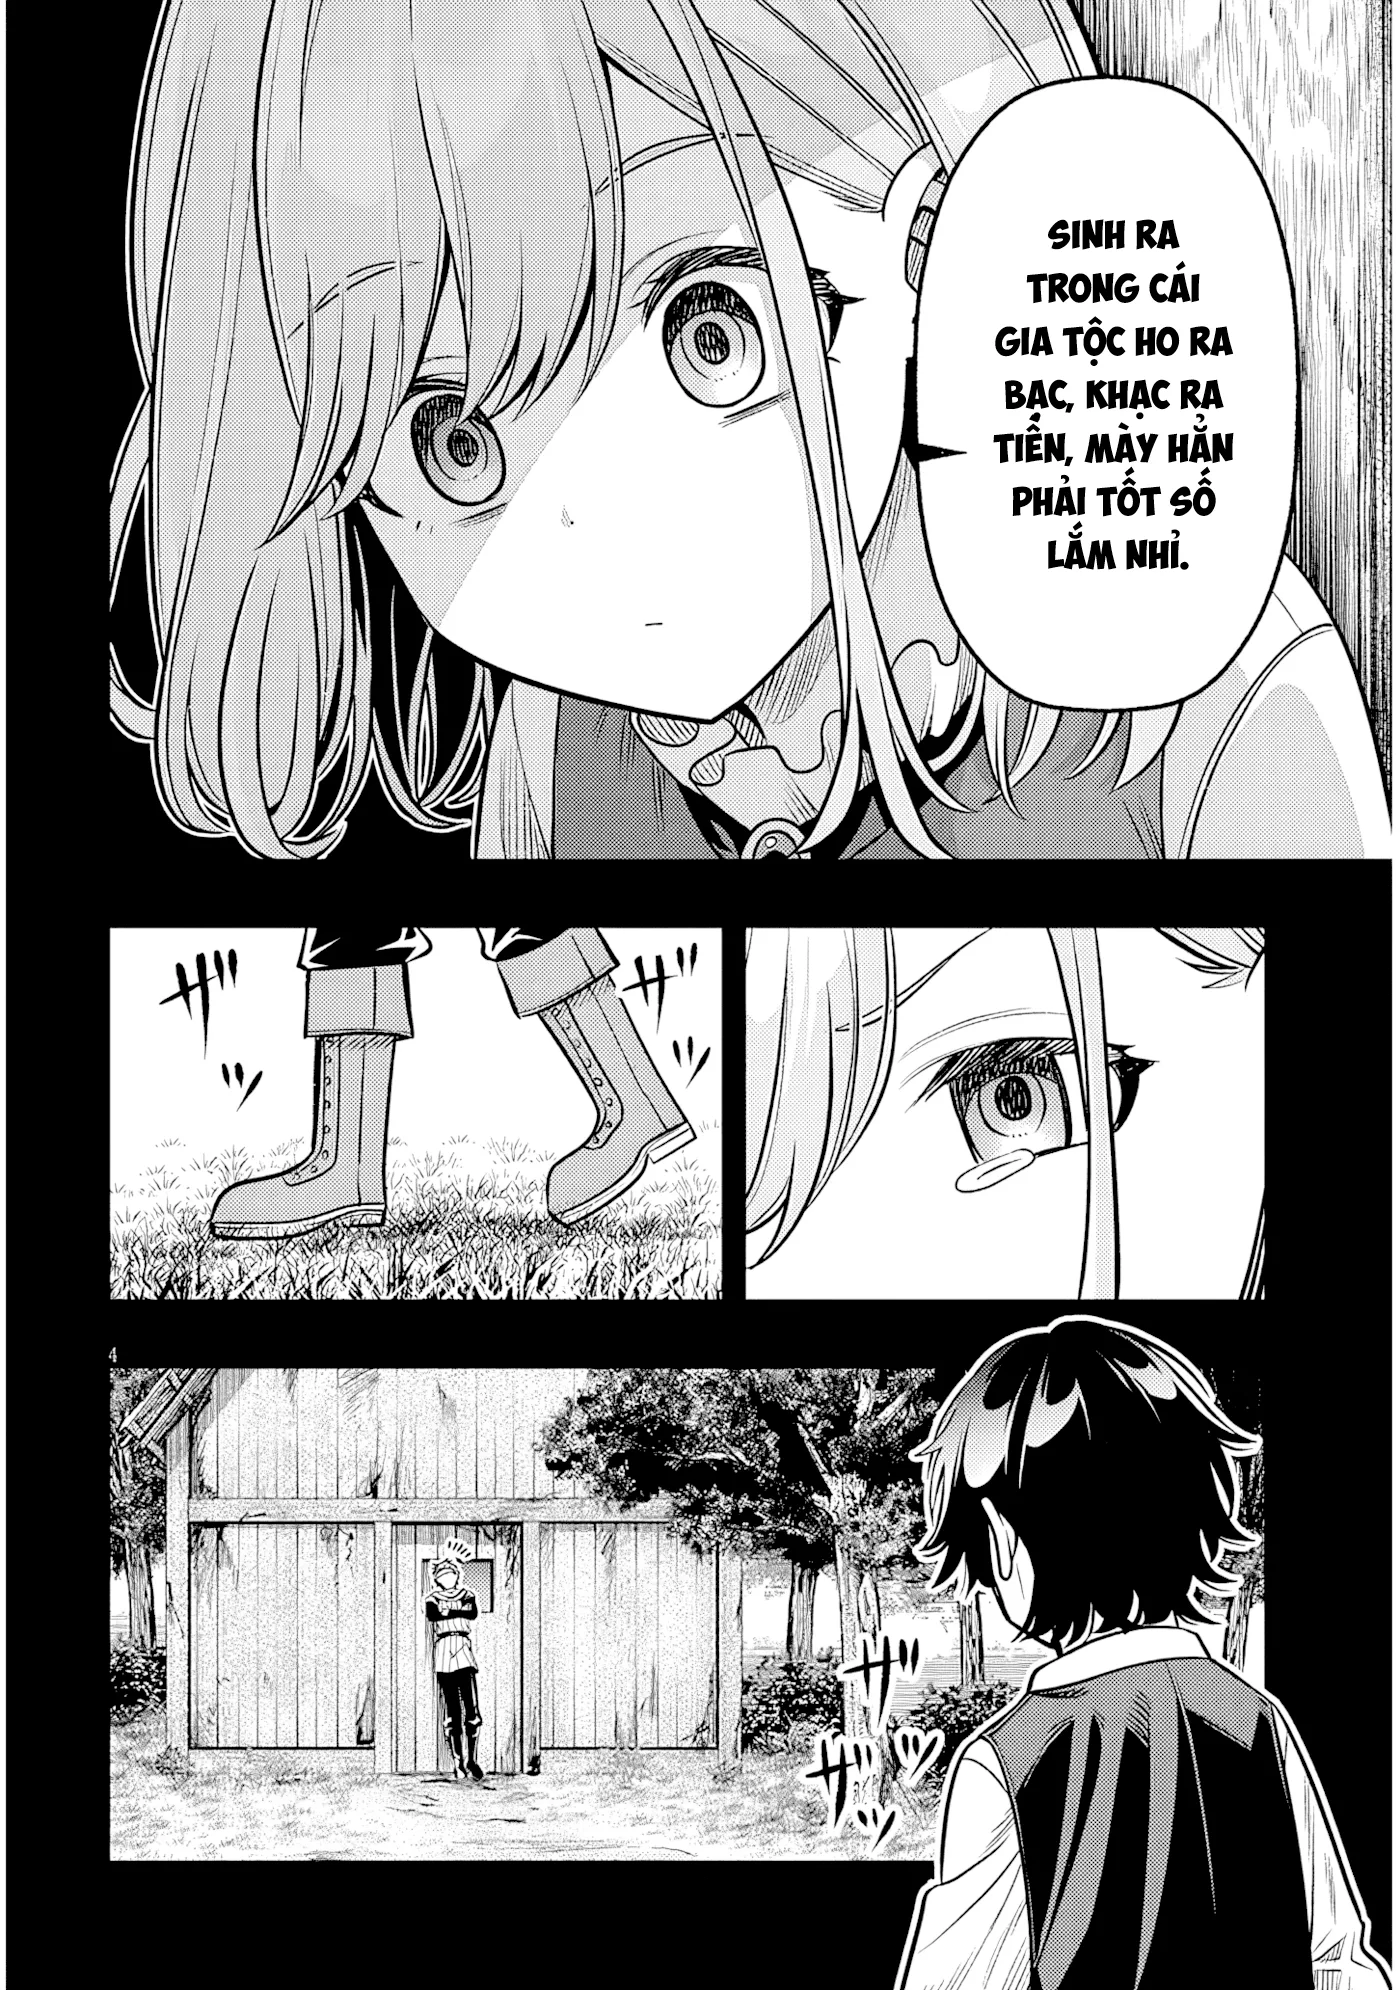 SINH RA
TRONG CÁI
GIA TỘC HO RA
BẠC, KHẠC RA
TIỀN, MÀY HẲN
PHẢI TỐT SỐ
LẮM NHỈ.
ザッ
ザッ
4
ザッ
ザッ